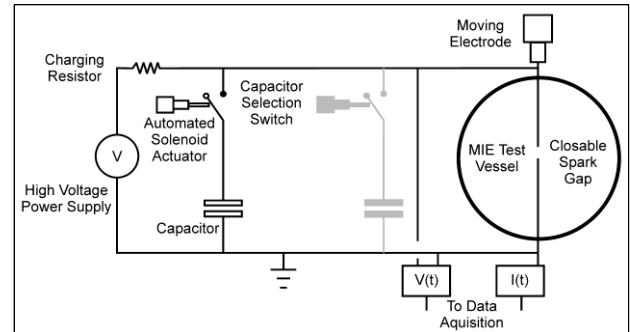 Moving
Electrode
Charging
Resistor
Capacitor
Selection
Switch
Automated
Solenoid
Actuator
MIE Test
Vessel
Closable
Spark
Gap
V
High Voltage
Power Supply
Capacitor
V(t)
I(t)
To Data
Aquisition